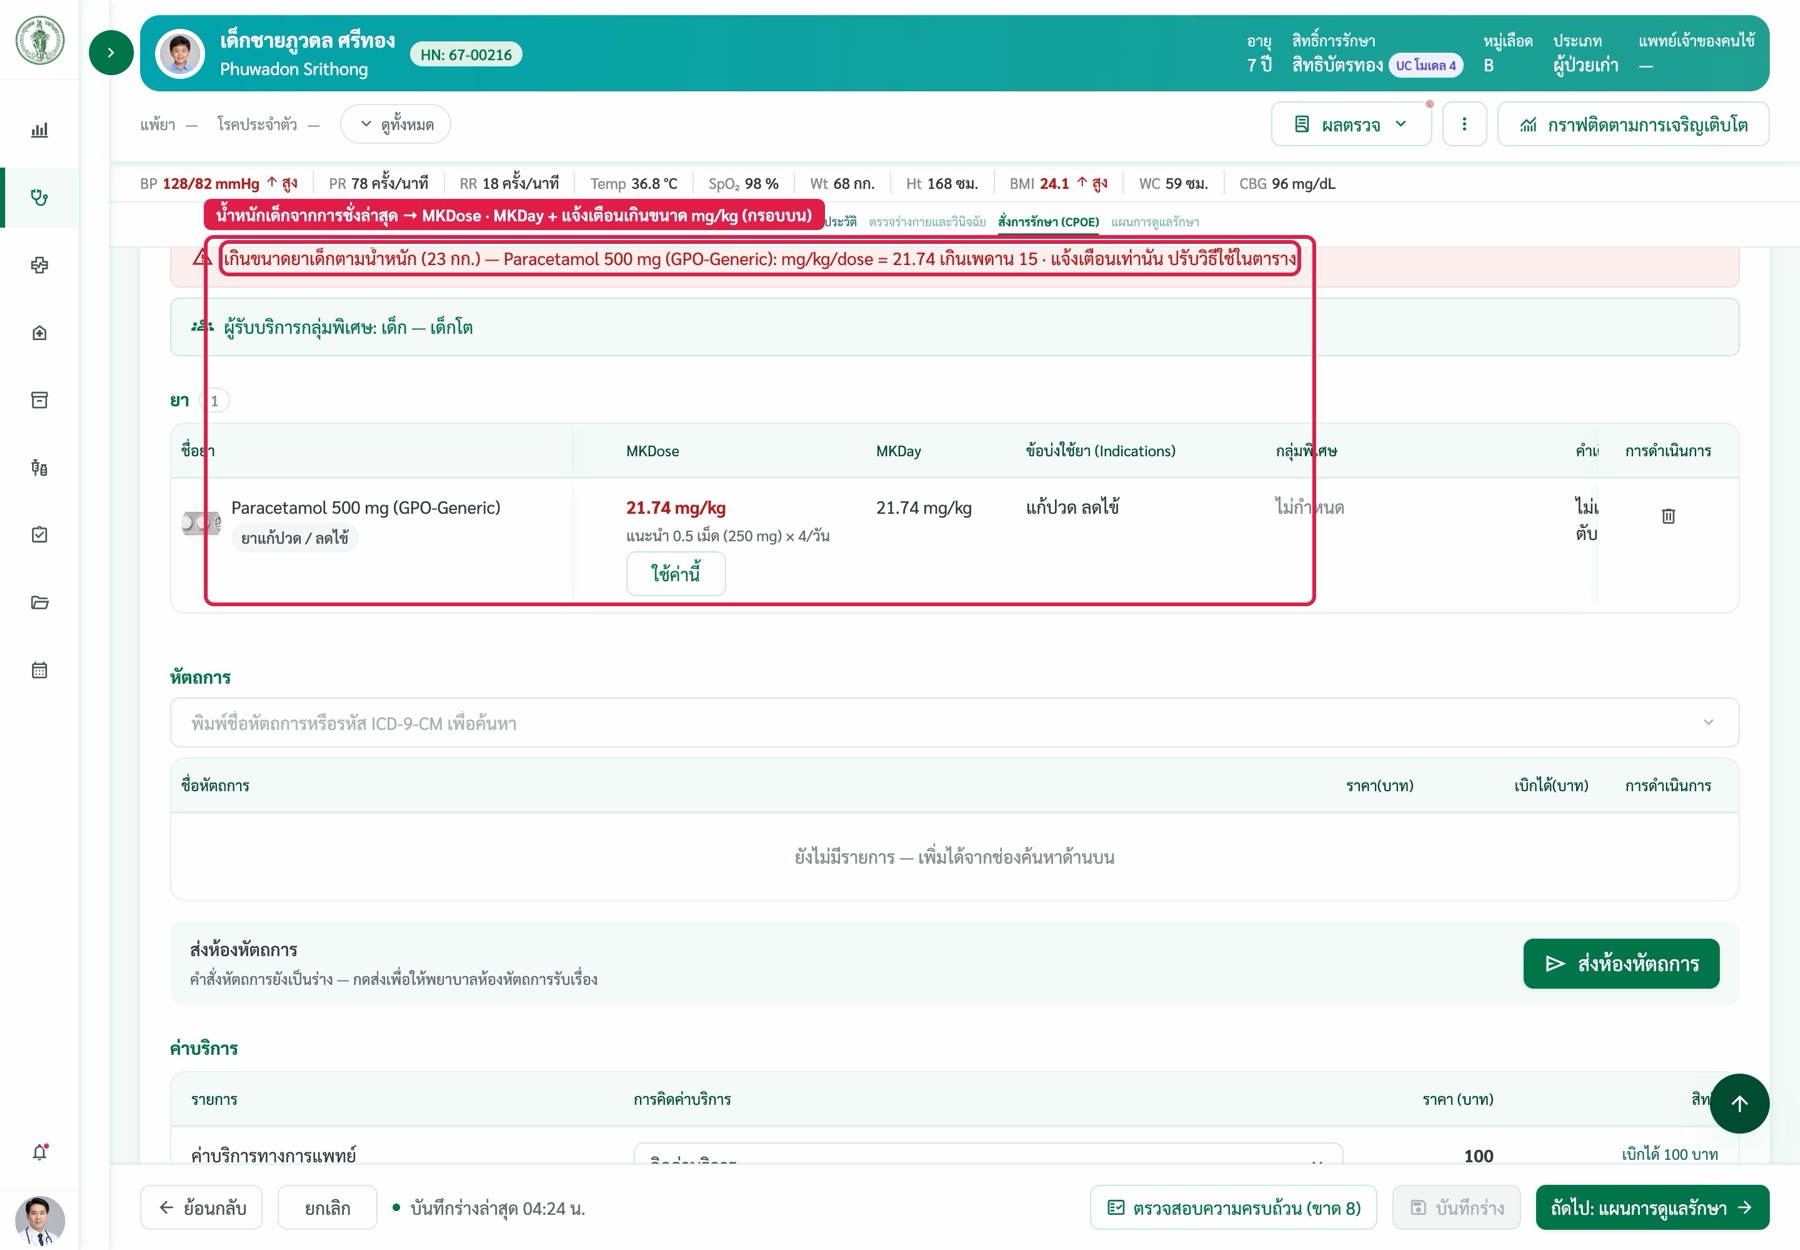 เด็กชายภูวดล ศรีทอง
Phuwadon Srithong
HN: 67-00216
อายุ
7 ปี
สิทธิ์การรักษา
สิทธิบัตรทอง UC โมเดล 4
หมู่เลือด
B
ประเภท
ผู้ป่วยเก่า
แพทย์เจ้าของคนไข้
—
แพ้ยา — โรคประจำตัว — ดูทั้งหมด
ผลตรวจ
กราฟติดตามการเจริญเติบโต
BP 128/82 mmHg ↑ สูง PR 78 ครั้ง/นาที RR 18 ครั้ง/นาที Temp 36.8 °C SpO₂ 98 % Wt 68 กก. Ht 168 ซม. BMI 24.1 ↑ สูง WC 59 ซม. CBG 96 mg/dL
น้ำหนักเด็กจากการชั่งล่าสุด → MKDose · MKDay + แจ้งเตือนเกินขนาด mg/kg (กรอบบน)
ประวัติ ตรวจร่างกายและวินิจฉัย สั่งการรักษา (CPOE) แผนการดูแลรักษา
เกินขนาดยาเด็กตามน้ำหนัก (23 กก.) — Paracetamol 500 mg (GPO-Generic): mg/kg/dose = 21.74 เกินเพดาน 15 · แจ้งเตือนเท่านั้น ปรับวิธีใช้ในตาราง
ผู้รับบริการกลุ่มพิเศษ: เด็ก — เด็กโต
ยา 1
ชื่อยา MKDose MKDay ข้อบ่งใช้ยา (Indications) กลุ่มพิเศษ การดำเนินการ
Paracetamol 500 mg (GPO-Generic) 21.74 mg/kg 21.74 mg/kg แก้ปวด ลดไข้ ไม่กำหนด
ยาแก้ปวด / ลดไข้ แนะนำ 0.5 เม็ด (250 mg) × 4/วัน ตับ
ใช้ค่านี้
หัตถการ
พิมพ์ชื่อหัตถการหรือรหัส ICD-9-CM เพื่อค้นหา
ชื่อหัตถการ ราคา(บาท) เบิกได้(บาท) การดำเนินการ
ยังไม่มีรายการ — เพิ่มได้จากช่องค้นหาด้านบน
ส่งห้องหัตถการ
คำสั่งหัตถการยังเป็นร่าง — กดส่งเพื่อให้พยาบาลห้องหัตถการรับเรื่อง
ส่งห้องหัตถการ
ค่าบริการ
รายการ การคิดค่าบริการ ราคา (บาท)
ค่าบริการทางการแพทย์ 100 เบิกได้ 100 บาท
ย้อนกลับ ยกเลิก บันทึกร่างล่าสุด 04:24 น. ตรวจสอบความครบถ้วน (ขาด 8) บันทึกร่าง ถัดไป: แผนการดูแลรักษา